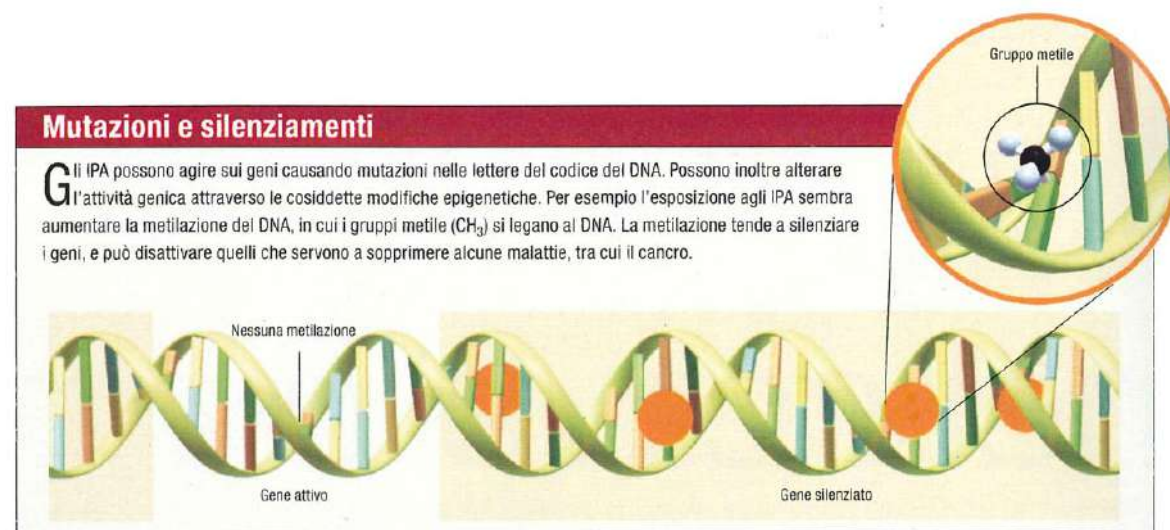 Gruppo metile
Mutazioni e silenziamenti
Gli IPA possono agire sui geni causando mutazioni nelle lettere del codice del DNA. Possono inoltre alterare
l'attività genica attraverso le cosiddette modifiche epigenetiche. Per esempio l'esposizione agli IPA sembra
aumentare la metilazione del DNA, in cui i gruppi metile (CH₃) si legano al DNA. La metilazione tende a silenziare
i geni, e può disattivare quelli che servono a sopprimere alcune malattie, tra cui il cancro.
Nessuna metilazione
Gene attivo
Gene silenziato